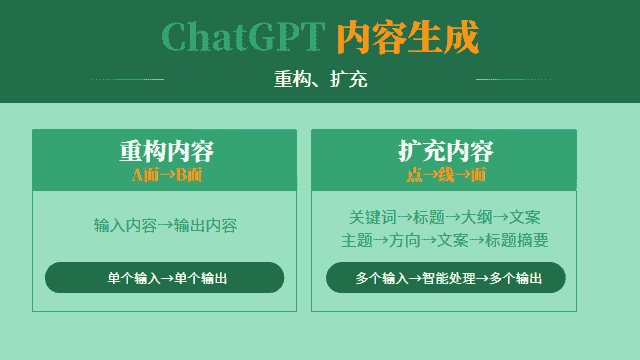 ChatGPT 内容生成
重构、扩充
重构内容
A面→B面
输入内容→输出内容
单个输入→单个输出
扩充内容
点→线→面
关键词→标题→大纲→文案
主题→方向→文案→标题摘要
多个输入→智能处理→多个输出